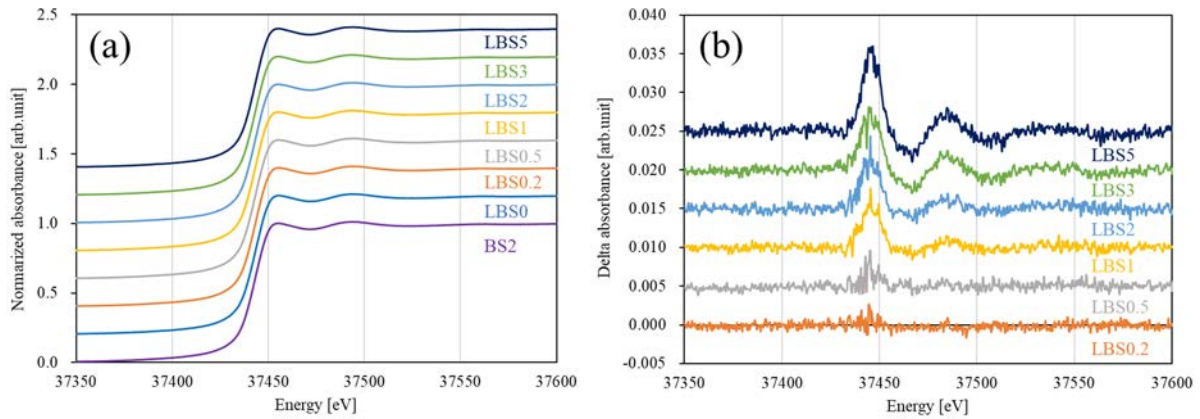 (a)
Normarized absorbance [arb.unit]
2.5
2.0
1.5
1.0
0.5
0.0
LBS5
LBS3
LBS2
LBS1
LBS0.5
LBS0.2
LBS0
BS2
37350
37400
37450
37500
37550
37600
Energy [eV]
(b)
Delta absorbance [arb.unit]
0.040
0.035
0.030
0.025
0.020
0.015
0.010
0.005
0.000
-0.005
LBS5
LBS3
LBS2
LBS1
LBS0.5
LBS0.2
37350
37400
37450
37500
37550
37600
Energy [eV]